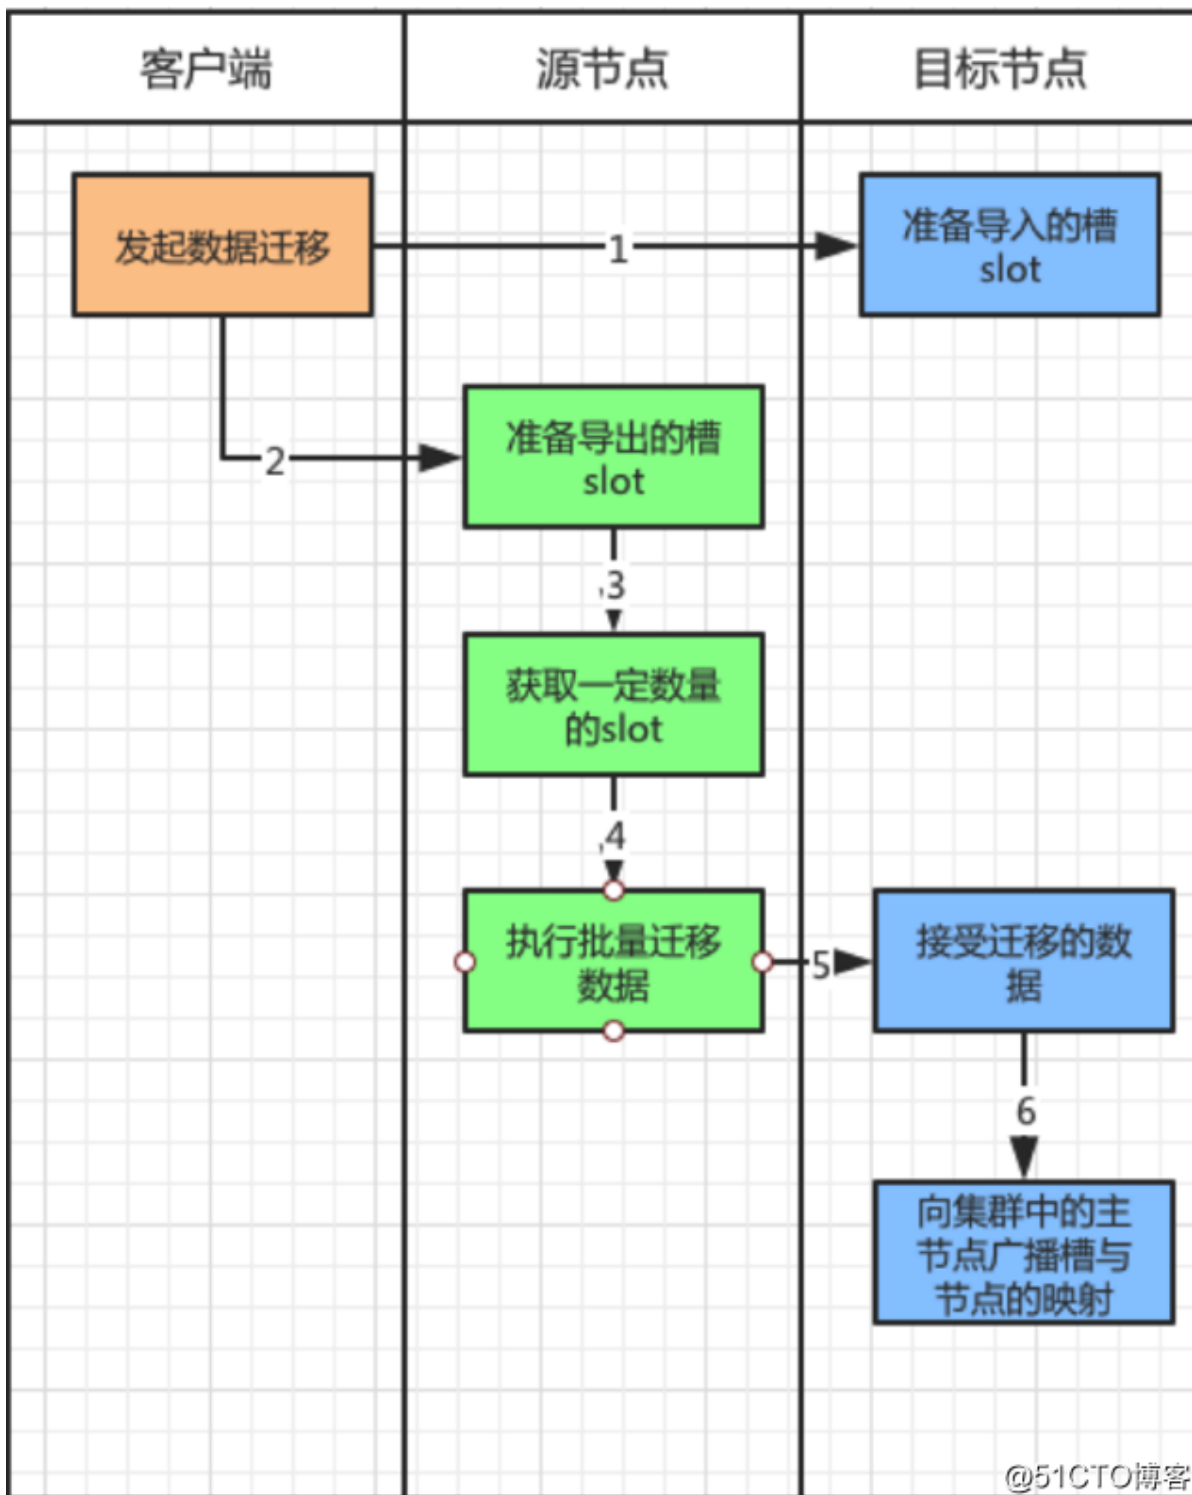 客户端
源节点
目标节点
发起数据迁移
1
准备导入的槽
slot
2
准备导出的槽
slot
,3
获取一定数量
的slot
,4
执行批量迁移
数据
5
接受迁移的数
据
6
向集群中的主
节点广播槽与
节点的映射
@51CTO博客